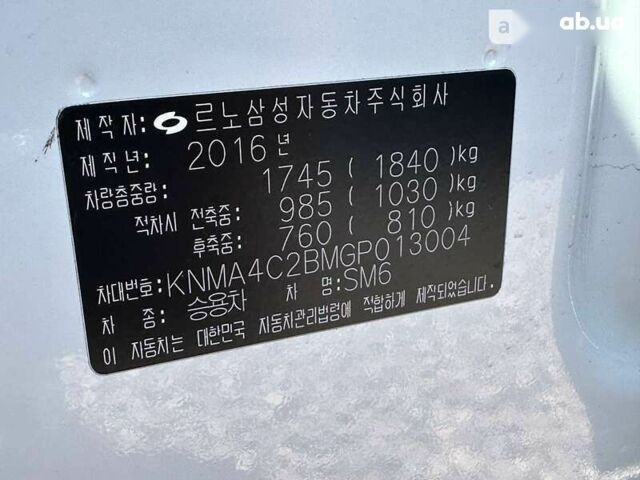 a ab.ua
제 작 자: 르노삼성자동차주식회사
제 작 년: 2016 년
차량총중량: 1745 ( 1840 )kg
적차시 전축중: 985 ( 1030 )kg
후축중: 760 ( 810 )kg
차대번호: KNMA4C2BMGP013004
차 종: 승용차 차 명: SM6
이 자동차는 대한민국 자동차관리법령에 적합하게 제작되었습니다.